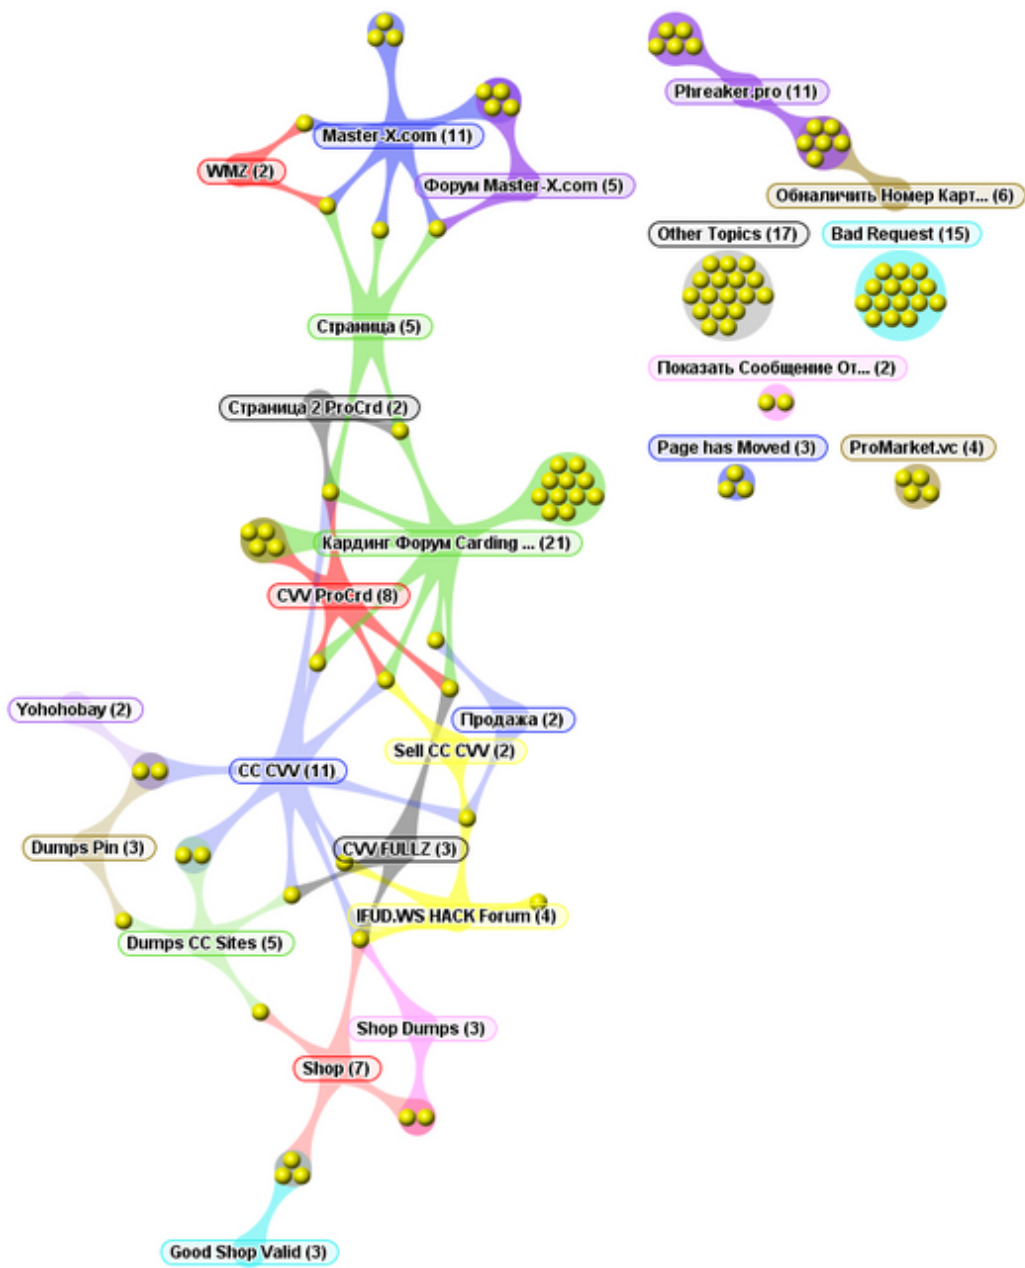 Phreaker.pro (11)
Master-X.com (11)
WMZ (2)
Форум Master-X.com (5)
Обналичить Номер Карт... (6)
Other Topics (17)
Bad Request (15)
Страница (5)
Показать Сообщение От... (2)
Страница 2 ProCrd (2)
Page has Moved (3)
ProMarket.vc (4)
Кардинг Форум Carding ... (21)
CVV ProCrd (8)
Yohohobay (2)
Продажа (2)
Sell CC CVV (2)
CC CVV (11)
Dumps Pin (3)
CVV FULLZ (3)
IFUD.WS HACK Forum (4)
Dumps CC Sites (5)
Shop Dumps (3)
Shop (7)
Good Shop Valid (3)